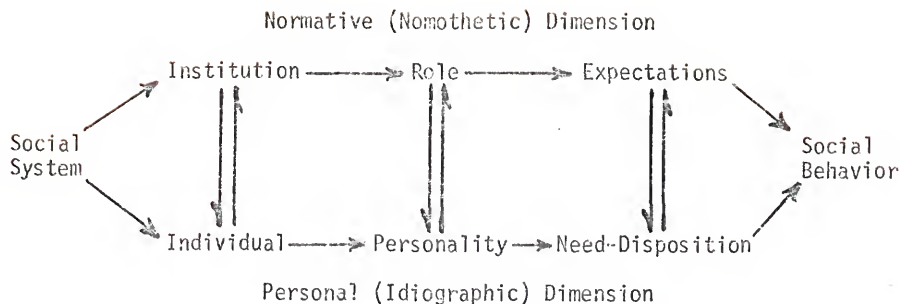 Normative (Nomothetic) Dimension
Institution Role Expectations
Social System
Social Behavior
Individual Personality Need-Disposition
Personal (Idiographic) Dimension